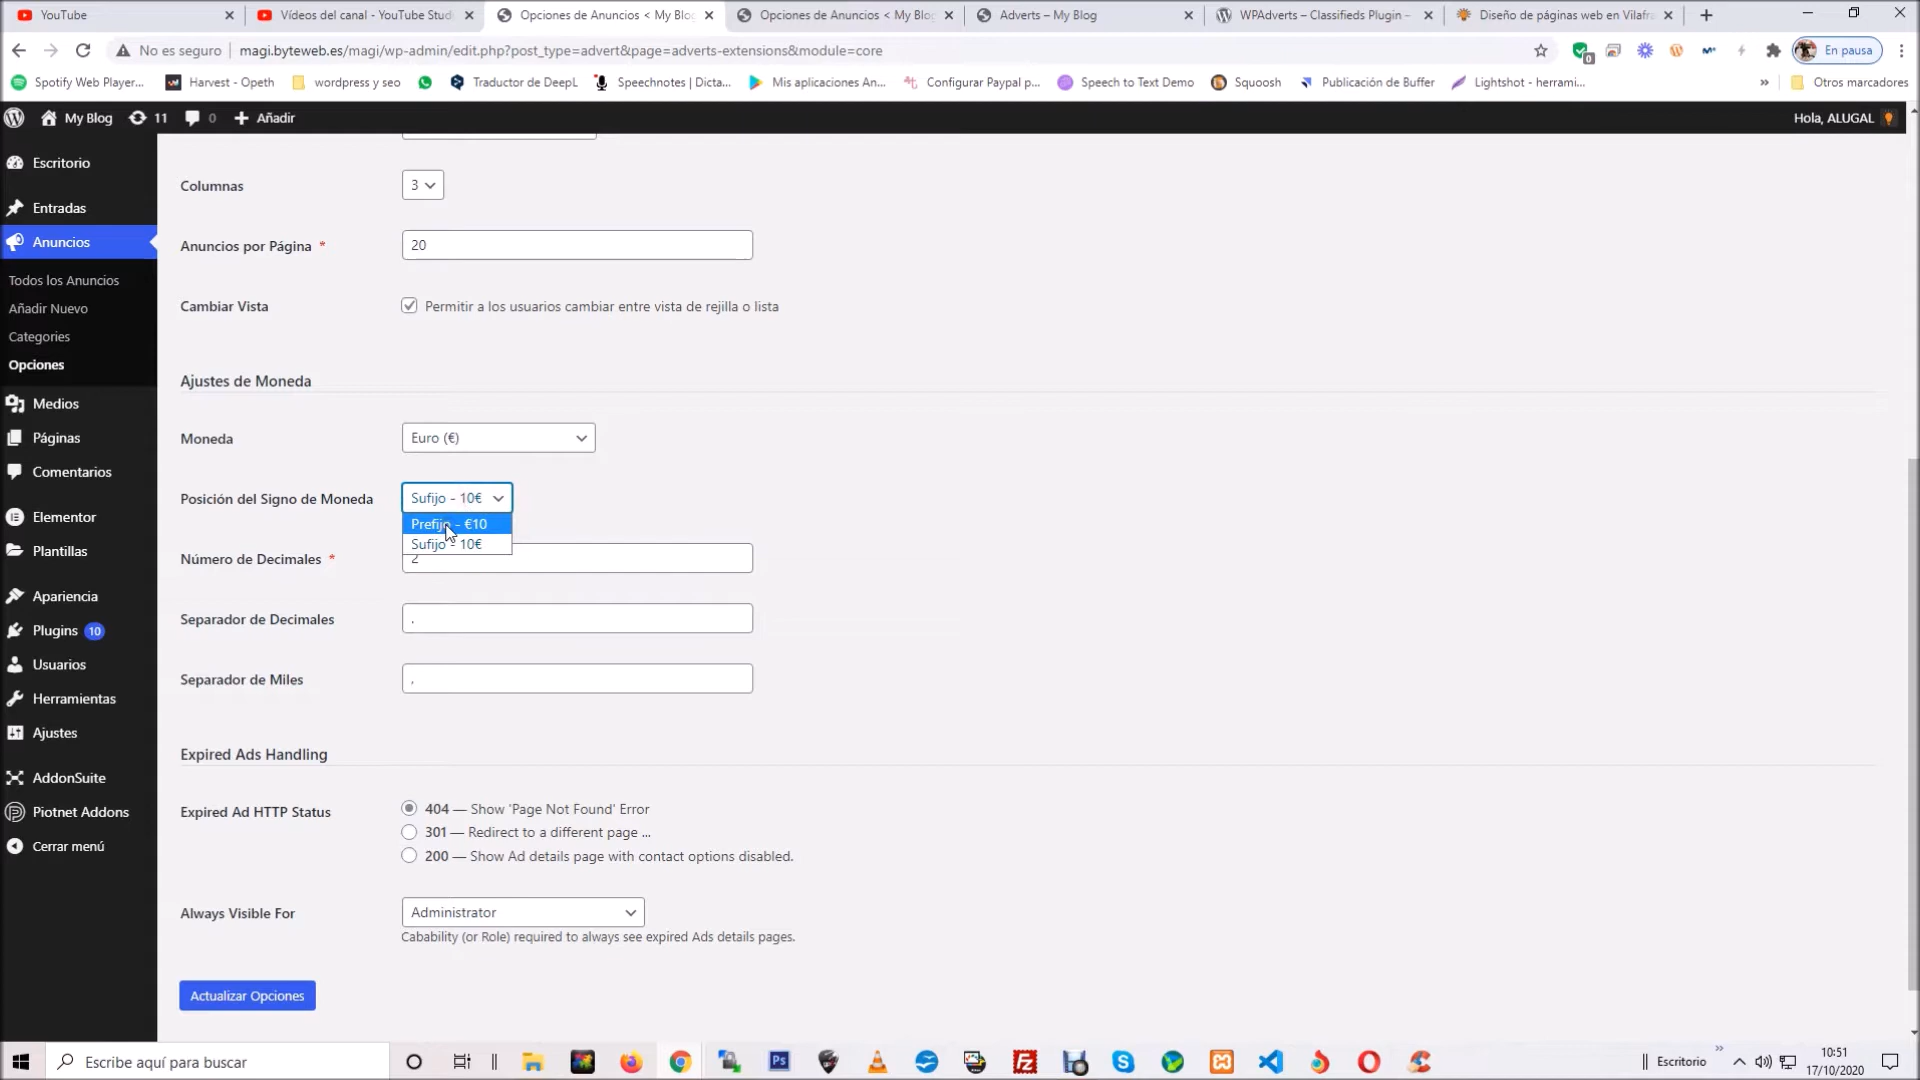 YouTube
Vídeos del canal - YouTube Stud
Opciones de Anuncios < My Bloc
Opciones de Anuncios < My Blog
Adverts – My Blog
WPAdverts – Classifieds Plugin –
Diseño de páginas web en Vilafra
No es seguro
magi.byteweb.es/magi/wp-admin/edit.php?post_type=advert&page=adverts-extensions&module=core
0
En pausa
Spotify Web Player...
Harvest - Opeth
wordpress y seo
Traductor de DeepL
Speechnotes | Dicta...
Mis aplicaciones An...
Configurar Paypal p...
Speech to Text Demo
Squoosh
Publicación de Buffer
Lightshot - herrami...
»
Otros marcadores
My Blog
11
0
Añadir
Hola, ALUGAL
Escritorio
Entradas
Anuncios
Todos los Anuncios
Añadir Nuevo
Categories
Opciones
Medios
Páginas
Comentarios
Elementor
Plantillas
Apariencia
Plugins 10
Usuarios
Herramientas
Ajustes
AddonSuite
Piotnet Addons
Cerrar menú
Columnas
3
Anuncios por Página *
20
Cambiar Vista
Permitir a los usuarios cambiar entre vista de rejilla o lista
Ajustes de Moneda
Moneda
Euro (€)
Posición del Signo de Moneda
Sufijo - 10€
Prefijo - €10
Sufijo - 10€
Número de Decimales *
2
Separador de Decimales
.
Separador de Miles
,
Expired Ads Handling
Expired Ad HTTP Status
404 — Show 'Page Not Found' Error
301 — Redirect to a different page ...
200 — Show Ad details page with contact options disabled.
Always Visible For
Administrator
Cabability (or Role) required to always see expired Ads details pages.
Actualizar Opciones
Escribe aquí para buscar
Ps
Fz
Escritorio
»
10:51
17/10/2020